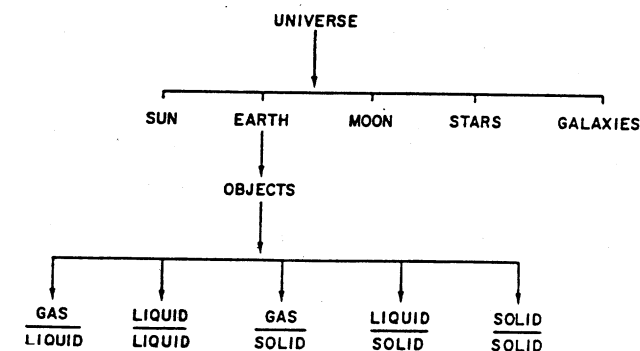 UNIVERSE
SUN EARTH MOON STARS GALAXIES
OBJECTS
GAS LIQUID GAS LIQUID SOLID
LIQUID LIQUID SOLID SOLID SOLID